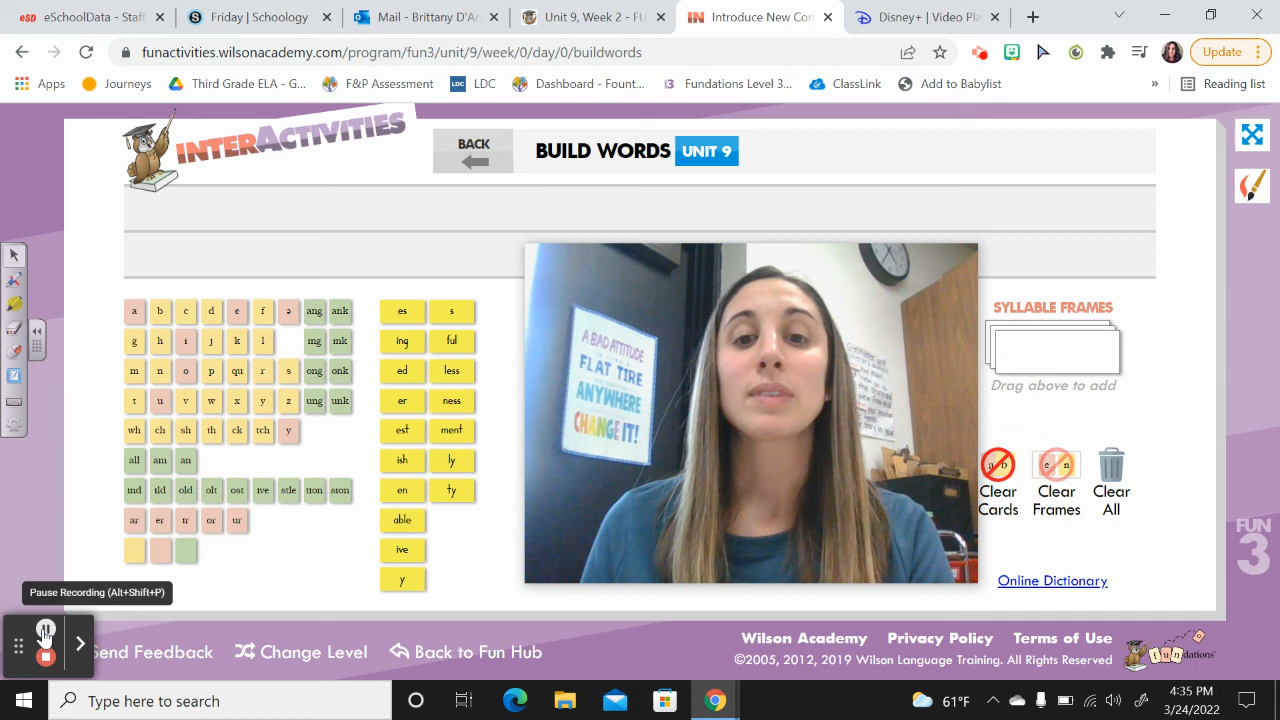 eSchoolData - Staff
Friday | Schoology
Mail - Brittany D'An
Unit 9, Week 2 - FU
Introduce New Con
Disney+ | Video Pla
funactivities.wilsonacademy.com/program/fun3/unit/9/week/0/day/0/buildwords
Update
Apps
Journeys
Third Grade ELA - G...
F&P Assessment
LDC
LDC
Dashboard - Fount...
Fundations Level 3...
ClassLink
Add to Babylist
»
Reading list
INTERACTIVITIES
BACK
BUILD WORDS UNIT 9
a b c d e f ə ang ank
g h i j k l ing ink
m n o p qu r s ong onk
t u v w x y z ung unk
wh ch sh th ck tch y
all am an
ind ild old olt ost ive stle tion sion
ar er ir or ur
es s
ing ful
ed less
er ness
est ment
ish ly
en ty
able
ive
y
A BAD ATTITUDE
IS LIKE A
FLAT TIRE
ANYWHERE
CHANGE IT!
SYLLABLE FRAMES
Drag above to add
a b
e n
Clear Cards
Clear Frames
Clear All
Online Dictionary
FUN
3
Pause Recording (Alt+Shift+P)
Send Feedback
Change Level
Back to Fun Hub
Wilson Academy Privacy Policy Terms of Use
©2005, 2012, 2019 Wilson Language Training. All Rights Reserved
fundations
Type here to search
61°F
4:35 PM
3/24/2022